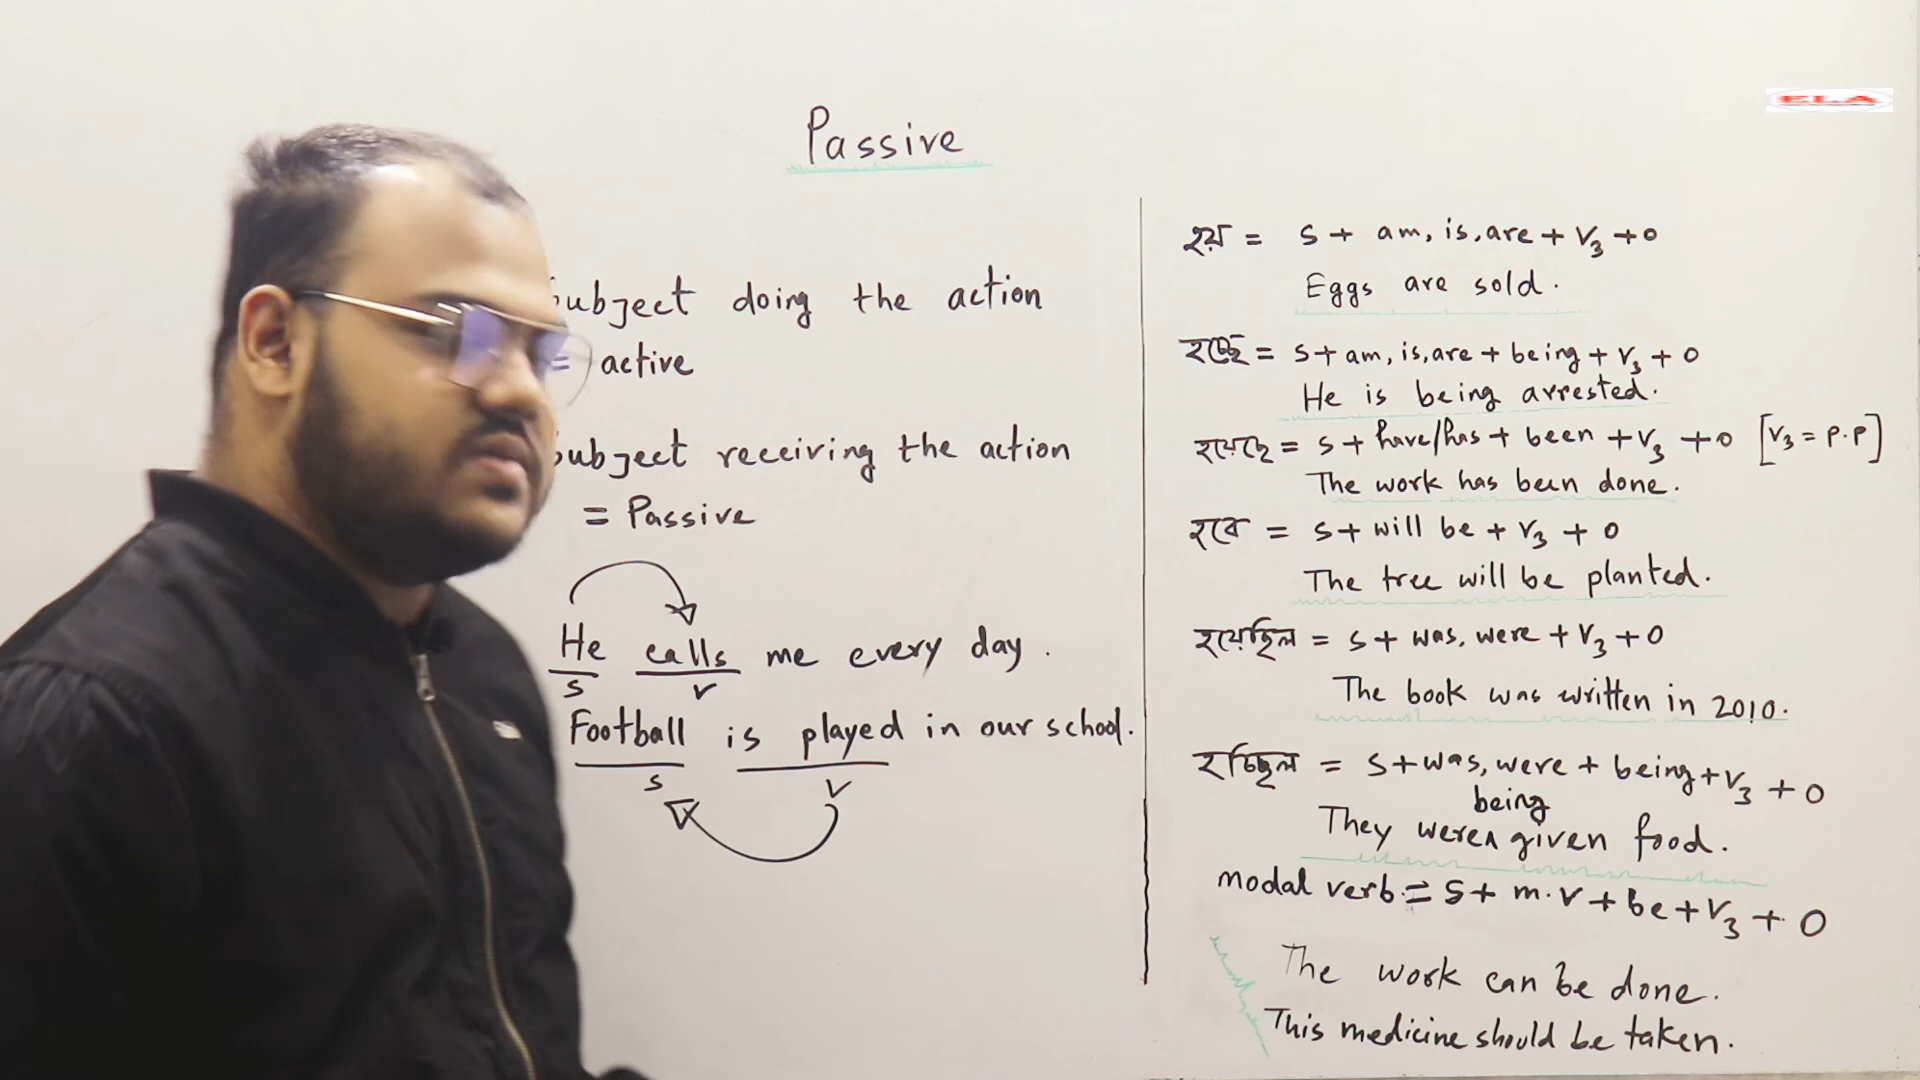 ELA
Passive
Subject doing the action
= active
Subject receiving the action
= Passive
He calls me every day.
S V
Football is played in our school.
S V
হয় = S + am, is, are + V3 + O
Eggs are sold.
হচ্ছে = S + am, is, are + being + V3 + O
He is being arrested.
হয়েছে = S + have/has + been + V3 + O [V3 = P.P]
The work has been done.
হবে = S + will be + V3 + O
The tree will be planted.
হয়েছিল = S + was, were + V3 + O
The book was written in 2010.
হচ্ছিল = S + was, were + being + V3 + O
being
They were given food.
modal verb = S + m.v + be + V3 + O
The work can be done.
This medicine should be taken.